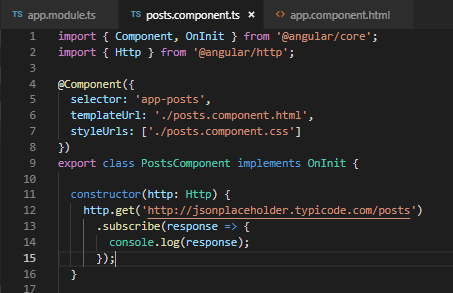 app.module.ts posts.component.ts × app.component.html
1 import { Component, OnInit } from '@angular/core';
2 import { Http } from '@angular/http';
3
4 @Component({
5 selector: 'app-posts',
6 templateUrl: './posts.component.html',
7 styleUrls: ['./posts.component.css']
8 })
9 export class PostsComponent implements OnInit {
10
11 constructor(http: Http) {
12 http.get('http://jsonplaceholder.typicode.com/posts')
13 .subscribe(response => {
14 console.log(response);
15 });
16 }
17